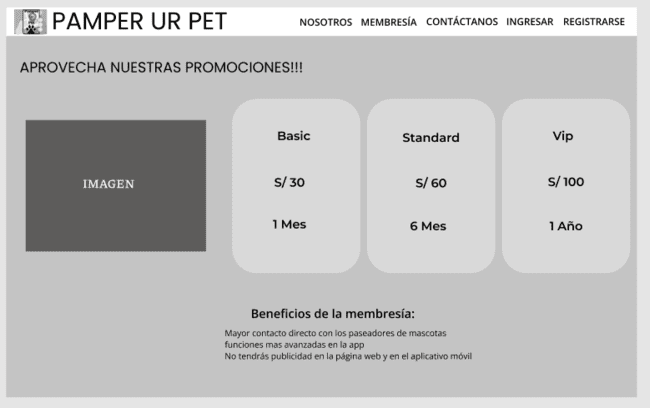 PAMPER UR PET
NOSOTROS MEMBRESÍA CONTÁCTANOS INGRESAR REGISTRARSE
APROVECHA NUESTRAS PROMOCIONES!!!
IMAGEN
Basic
S/ 30
1 Mes
Standard
S/ 60
6 Mes
Vip
S/ 100
1 Año
Beneficios de la membresía:
Mayor contacto directo con los paseadores de mascotas
funciones mas avanzadas en la app
No tendrás publicidad en la página web y en el aplicativo móvil